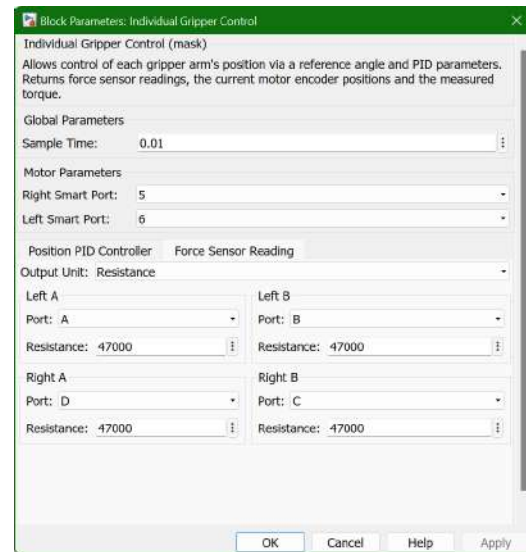 Block Parameters: Individual Gripper Control
Individual Gripper Control (mask)
Allows control of each gripper arm's position via a reference angle and PID parameters.
Returns force sensor readings, the current motor encoder positions and the measured
torque.
Global Parameters
Sample Time: 0.01
Motor Parameters
Right Smart Port: 5
Left Smart Port: 6
Position PID Controller Force Sensor Reading
Output Unit: Resistance
Left A Left B
Port: A Port: B
Resistance: 47000 Resistance: 47000
Right A Right B
Port: D Port: C
Resistance: 47000 Resistance: 47000
OK Cancel Help Apply